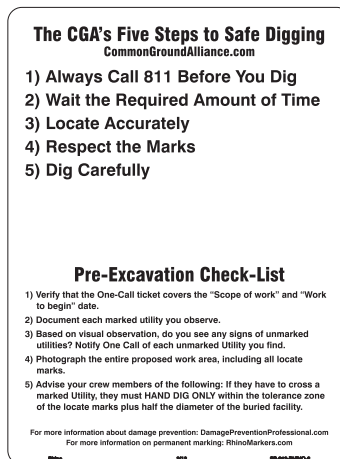 The CGA's Five Steps to Safe Digging
CommonGroundAlliance.com
1) Always Call 811 Before You Dig
2) Wait the Required Amount of Time
3) Locate Accurately
4) Respect the Marks
5) Dig Carefully
Pre-Excavation Check-List
1) Verify that the One-Call ticket covers the "Scope of work" and "Work
to begin" date.
2) Document each marked utility you observe.
3) Based on visual observation, do you see any signs of unmarked
utilities? Notify One Call of each unmarked Utility you find.
4) Photograph the entire proposed work area, including all locate
marks.
5) Advise your crew members of the following: If they have to cross a
marked Utility, they must HAND DIG ONLY within the tolerance zone
of the locate marks plus half the diameter of the buried facility.
For more information about damage prevention: DamagePreventionProfessional.com
For more information on permanent marking: RhinoMarkers.com